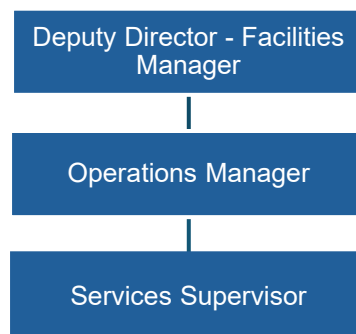 Deputy Director - Facilities
Manager
Operations Manager
Services Supervisor